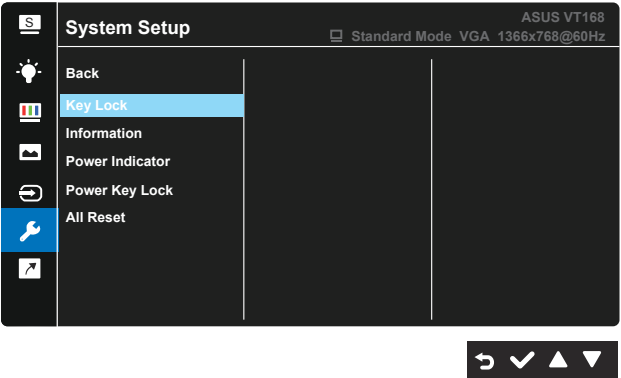 S
System Setup
ASUS VT168
Standard Mode VGA 1366x768@60Hz
Back
Key Lock
Information
Power Indicator
Power Key Lock
All Reset